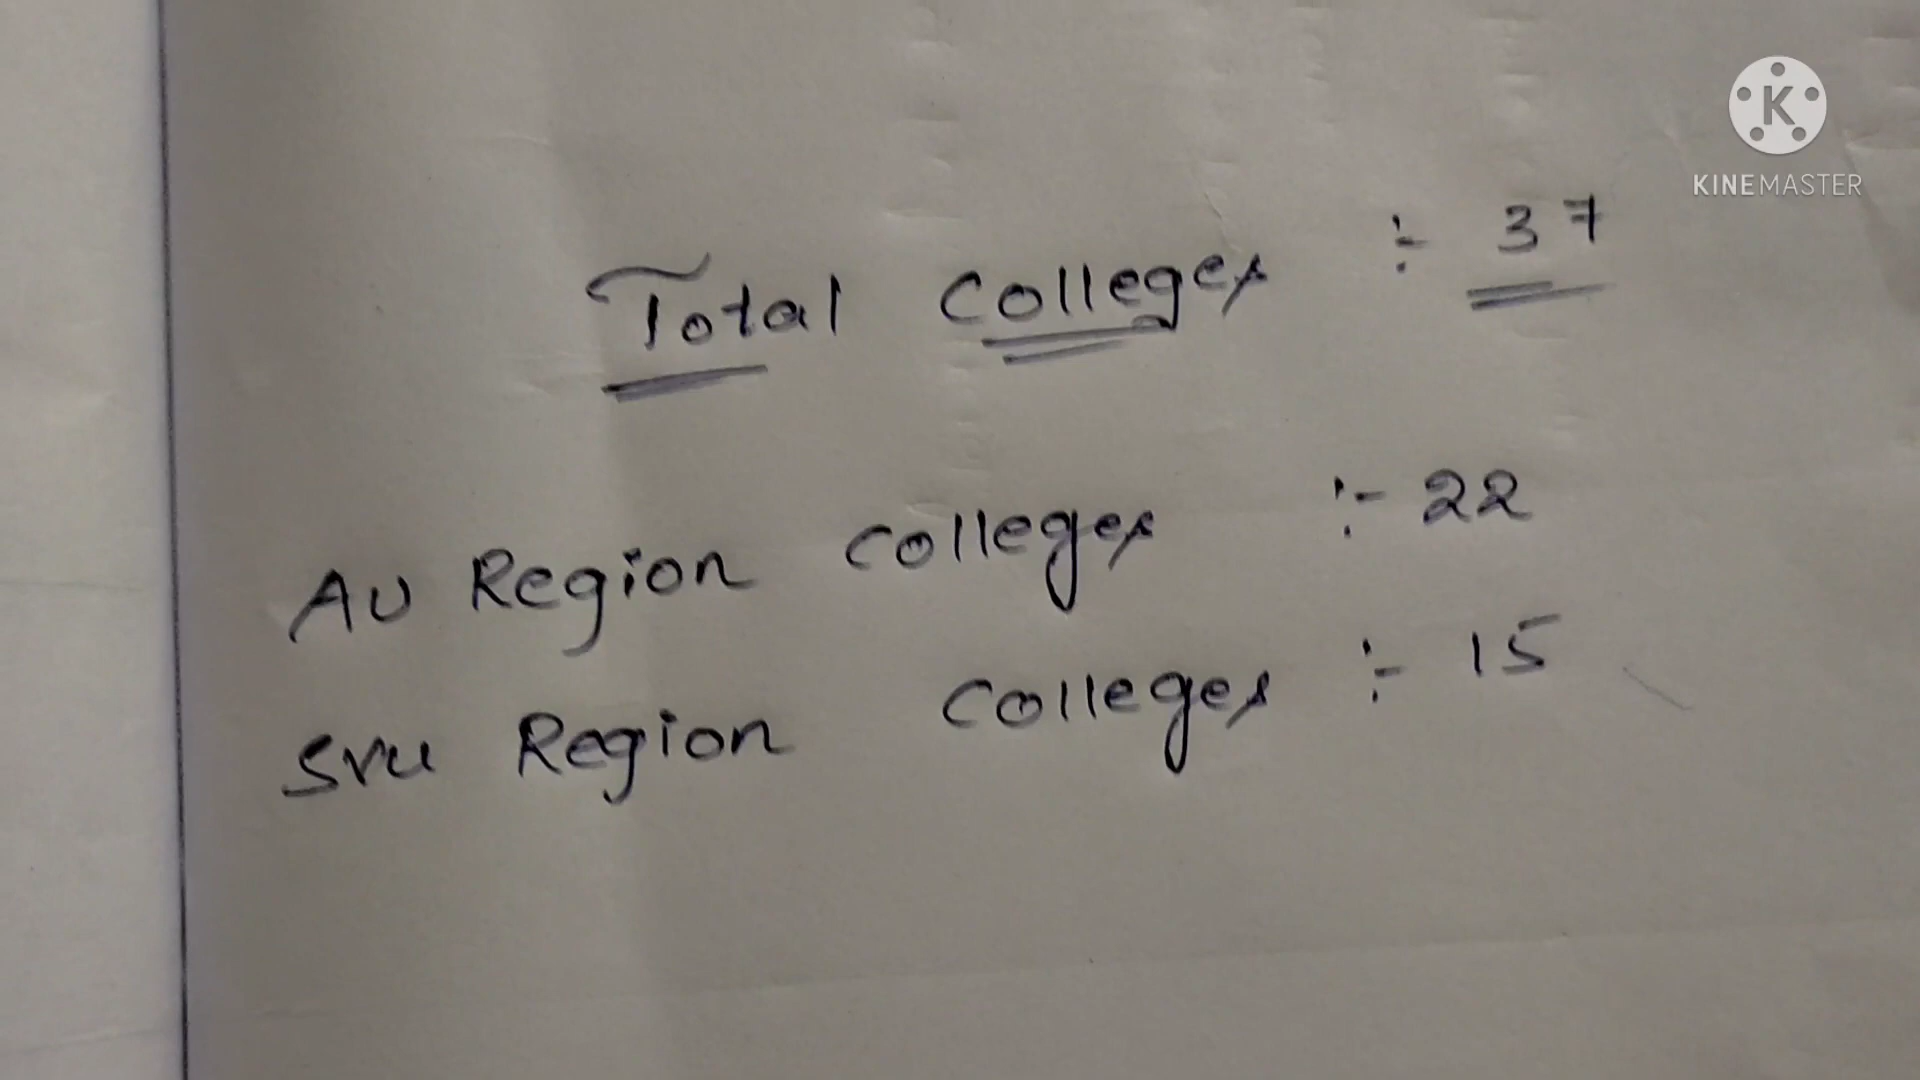 K
KINEMASTER
Total Colleges :- 37
AU Region Colleges :- 22
SVU Region Colleges :- 15